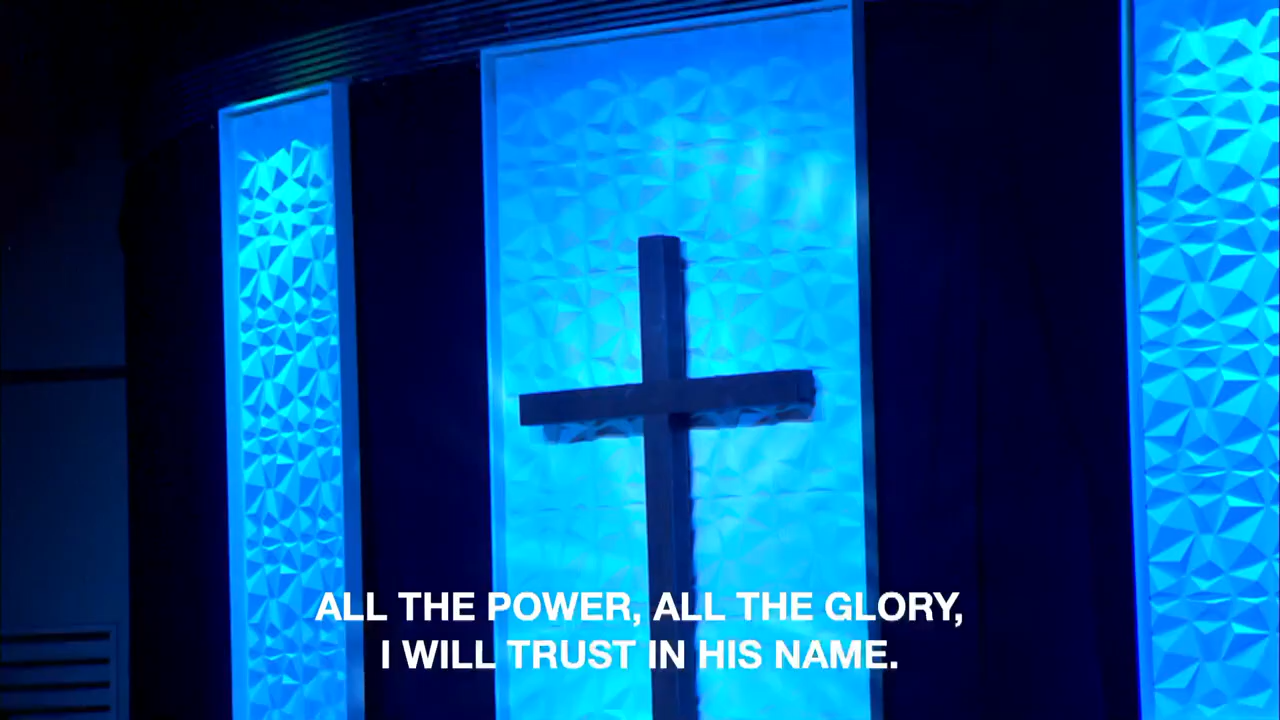 ALL THE POWER, ALL THE GLORY,
I WILL TRUST IN HIS NAME.